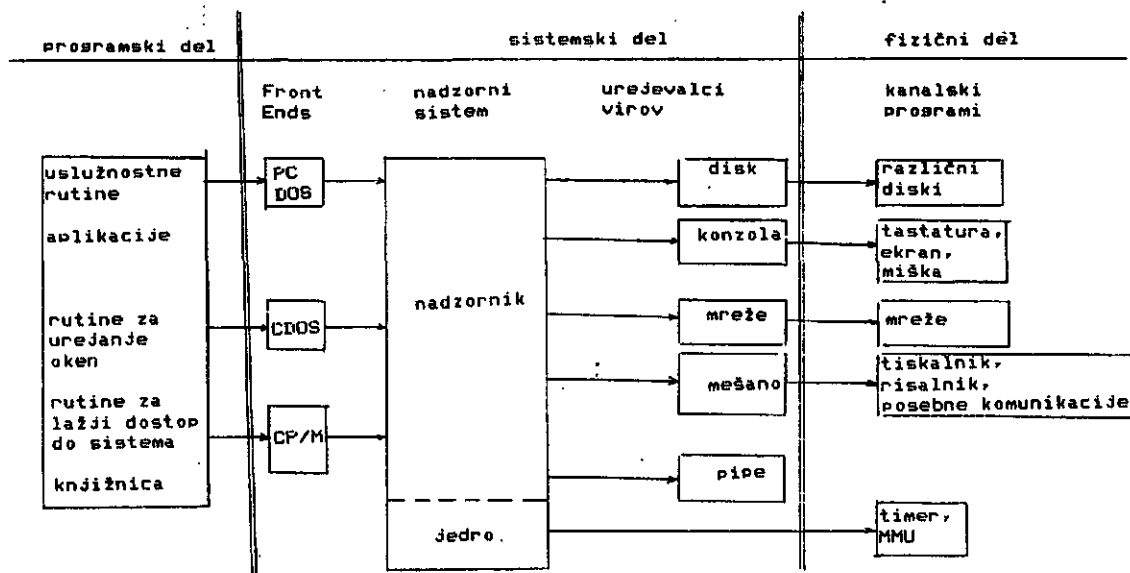 programski del
sistemski del
fizični del
Front
Ends
nadzorni
sistem
urejevalci
virov
kanalski
programi
uslužnostne
rutine
aplikacije
rutine za
urejanje
oken
rutine za
lažji dostop
do sistema
knjižnica
PC
DOS
CDOS
CP/M
nadzornik
jedro.
disk
konzola
mreže
mešano
pipe
različni
diski
tastatura,
ekran,
miška
mreže
tiskalnik,
risalnik,
posebne komunikacije
timer,
MMU